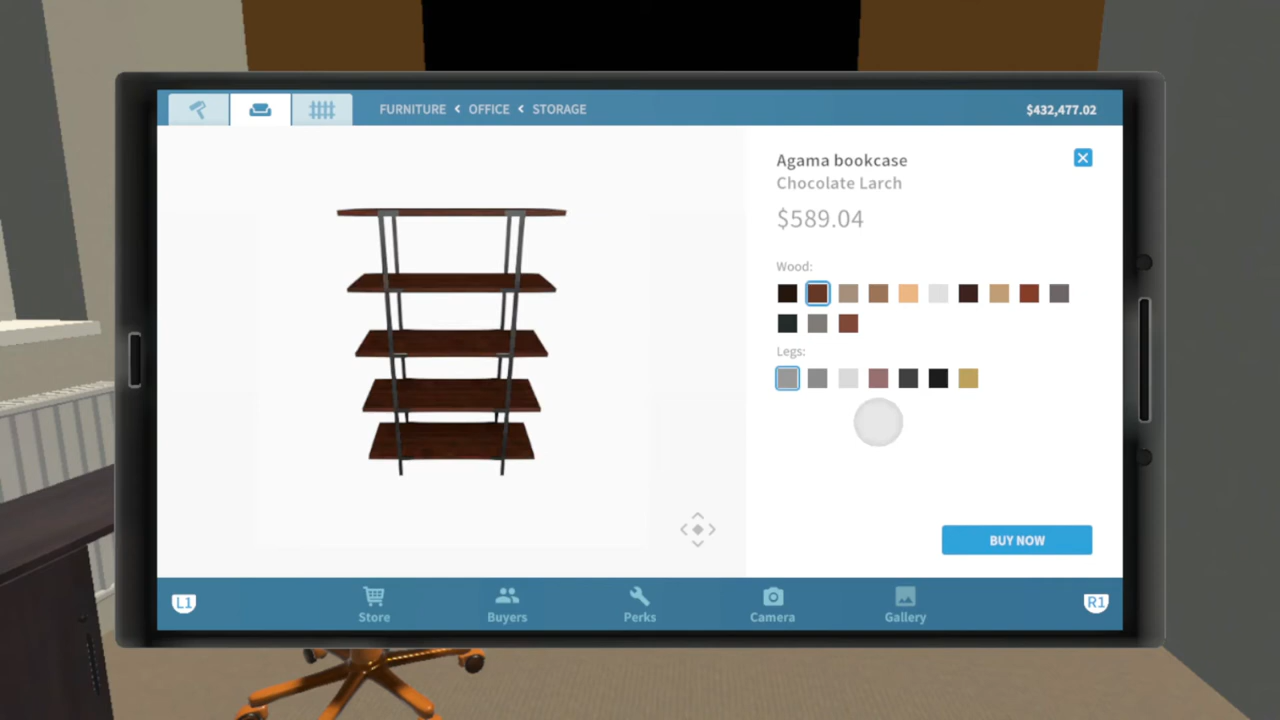 FURNITURE < OFFICE < STORAGE
$432,477.02
Agama bookcase
Chocolate Larch
$589.04
Wood:
Legs:
BUY NOW
L1
Store
Buyers
Perks
Camera
Gallery
R1